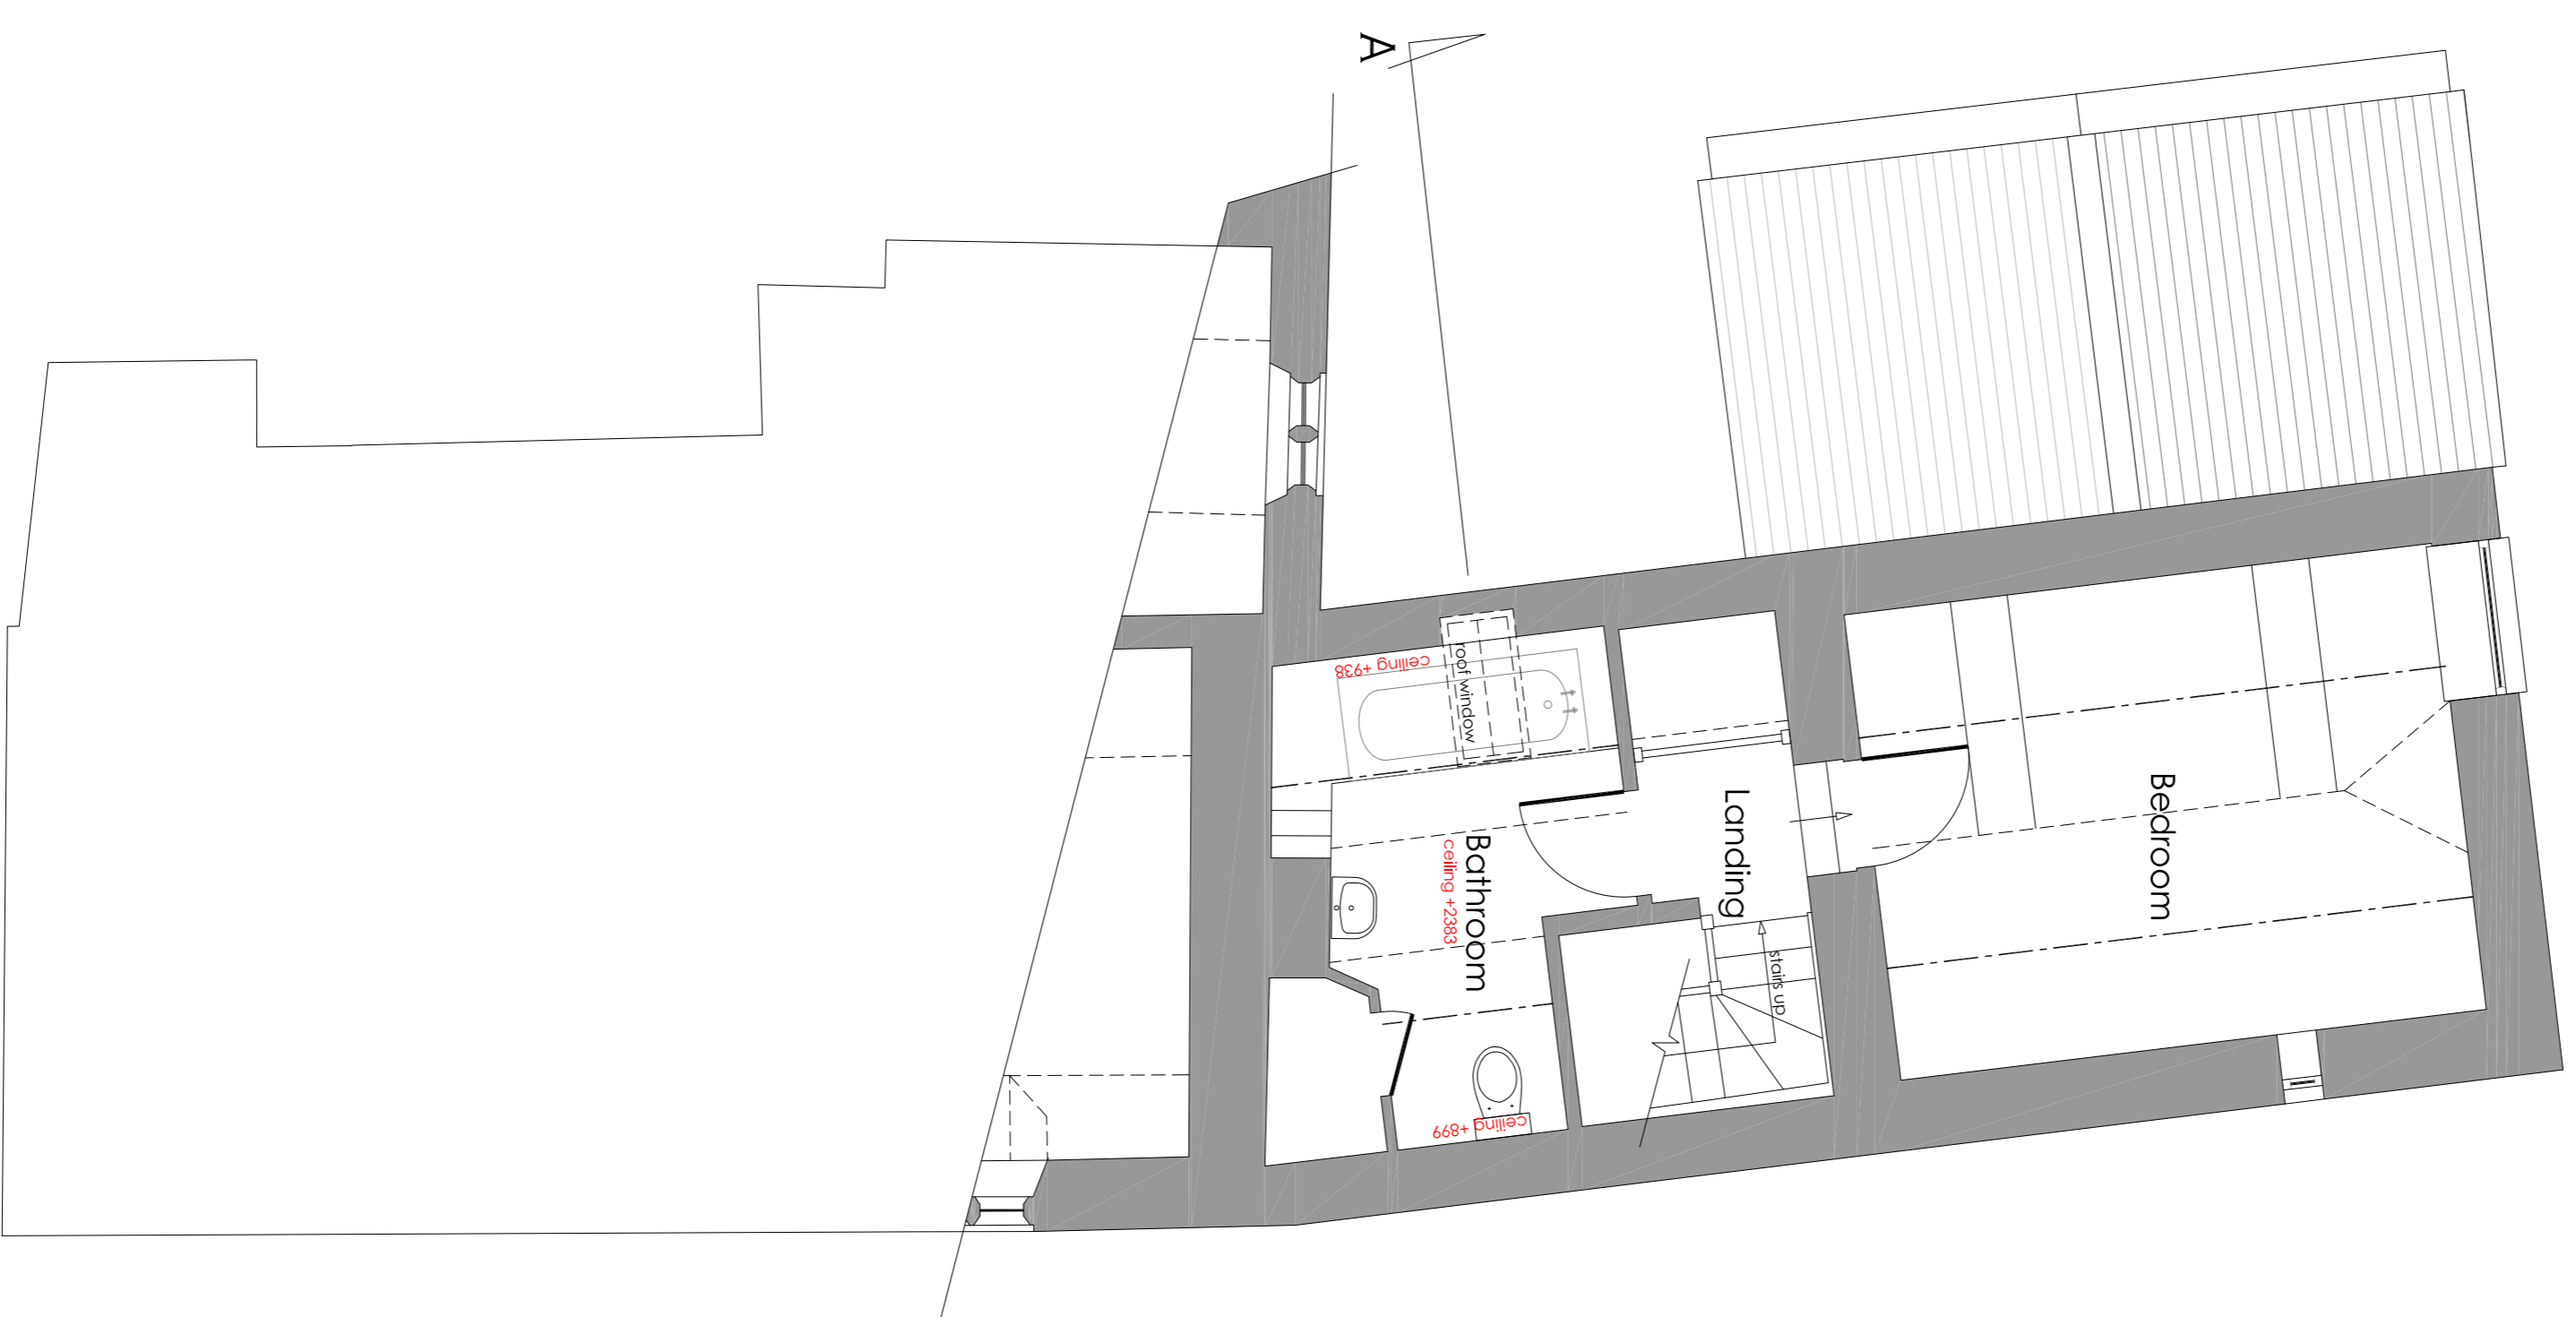 A
roof window
ceiling +938
Bathroom
ceiling +2383
ceiling +899
Landing
stairs up
Bedroom